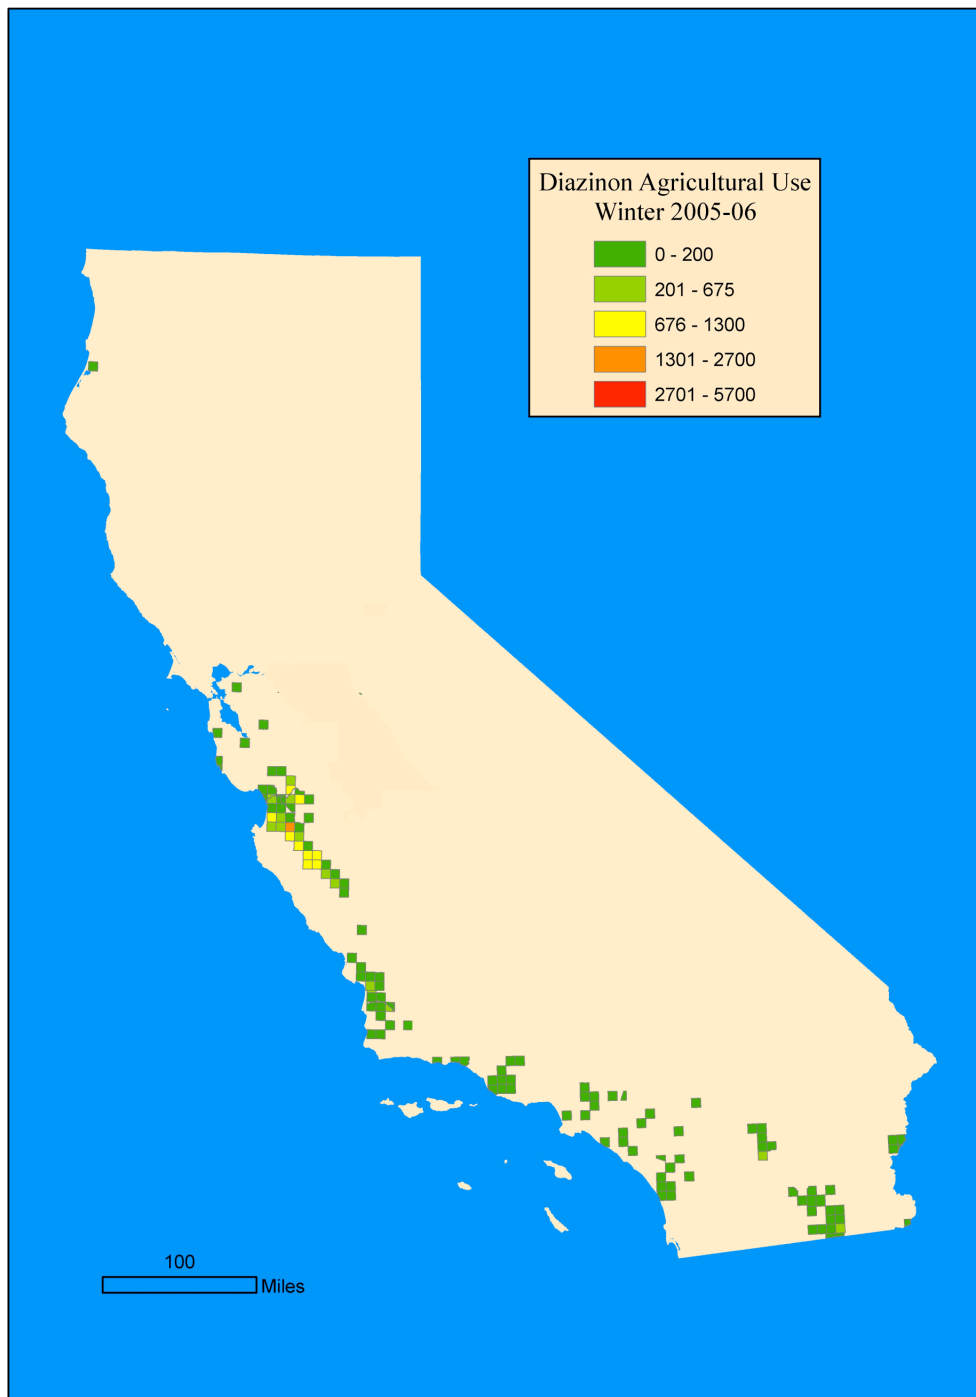 Diazinon Agricultural Use
Winter 2005-06
0 - 200
201 - 675
676 - 1300
1301 - 2700
2701 - 5700
100
Miles